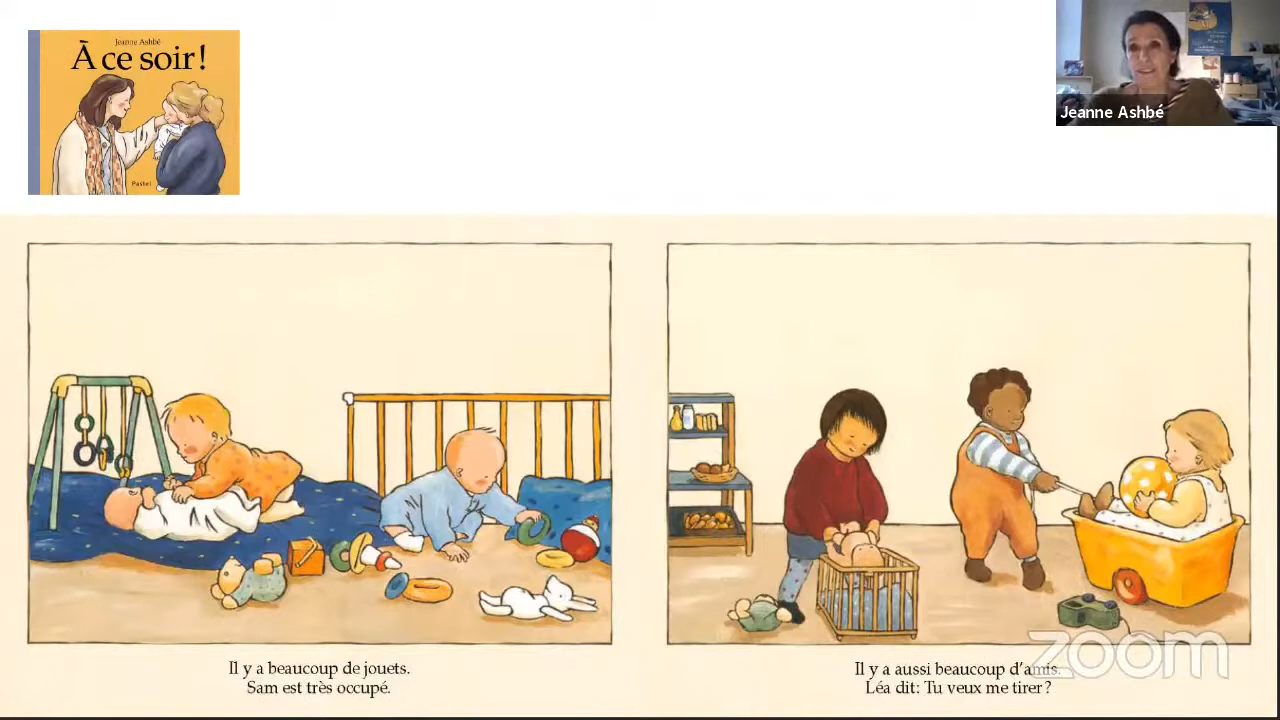 Jeanne Ashbé
À ce soir !
Pastel
Jeanne Ashbé
Il y a beaucoup de jouets.
Sam est très occupé.
Il y a aussi beaucoup d'amis.
Léa dit: Tu veux me tirer ?
zoom